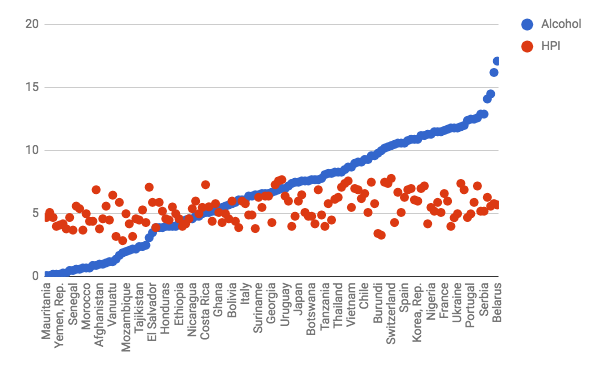 20
Alcohol
HPI
15
10
5
0
Mauritania
Yemen, Rep.
Senegal
Morocco
Afghanistan
Vanuatu
Mozambique
Tajikistan
El Salvador
Honduras
Ethiopia
Nicaragua
Costa Rica
Ghana
Bolivia
Italy
Suriname
Georgia
Uruguay
Japan
Botswana
Tanzania
Thailand
Vietnam
Chile
Burundi
Switzerland
Spain
Korea, Rep.
Nigeria
France
Ukraine
Portugal
Serbia
Belarus